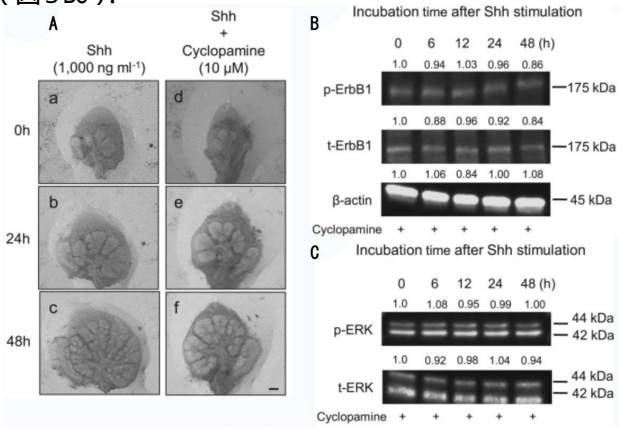 （図3BC）.
A
Shh
(1,000 ng ml-1)
Shh
+
Cyclopamine
(10 μM)
a
d
0h
b
e
24h
c
f
48h
B
Incubation time after Shh stimulation
0 6 12 24 48 (h)
1.0 0.94 1.03 0.96 0.86
p-ErbB1
175 kDa
1.0 0.88 0.96 0.92 0.84
t-ErbB1
175 kDa
1.0 1.06 0.84 1.00 1.08
β-actin
45 kDa
Cyclopamine + + + + +
C
Incubation time after Shh stimulation
0 6 12 24 48 (h)
1.0 1.08 0.95 0.99 1.00
p-ERK
44 kDa
42 kDa
1.0 0.92 0.98 1.04 0.94
t-ERK
44 kDa
42 kDa
Cyclopamine + + + + +